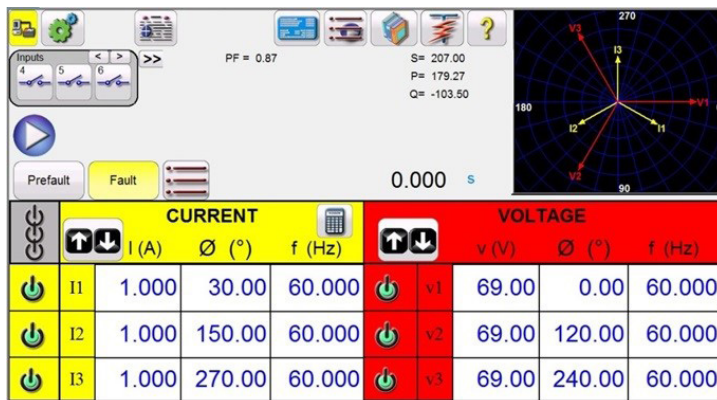 Inputs < > >>
4 5 6
PF = 0.87
S= 207.00
P= 179.27
Q= -103.50
?
270
V3
I3
180
V1
I2
I1
V2
90
Prefault
Fault
0.000 s
CURRENT
VOLTAGE
I (A) Ø (°) f (Hz)
v (V) Ø (°) f (Hz)
I1 1.000 30.00 60.000 v1 69.00 0.00 60.000
I2 1.000 150.00 60.000 v2 69.00 120.00 60.000
I3 1.000 270.00 60.000 v3 69.00 240.00 60.000